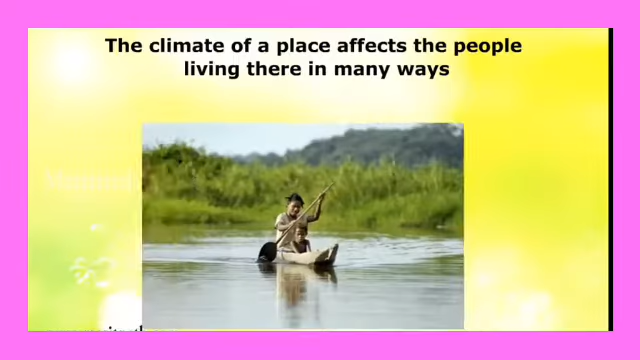 The climate of a place affects the people
living there in many ways